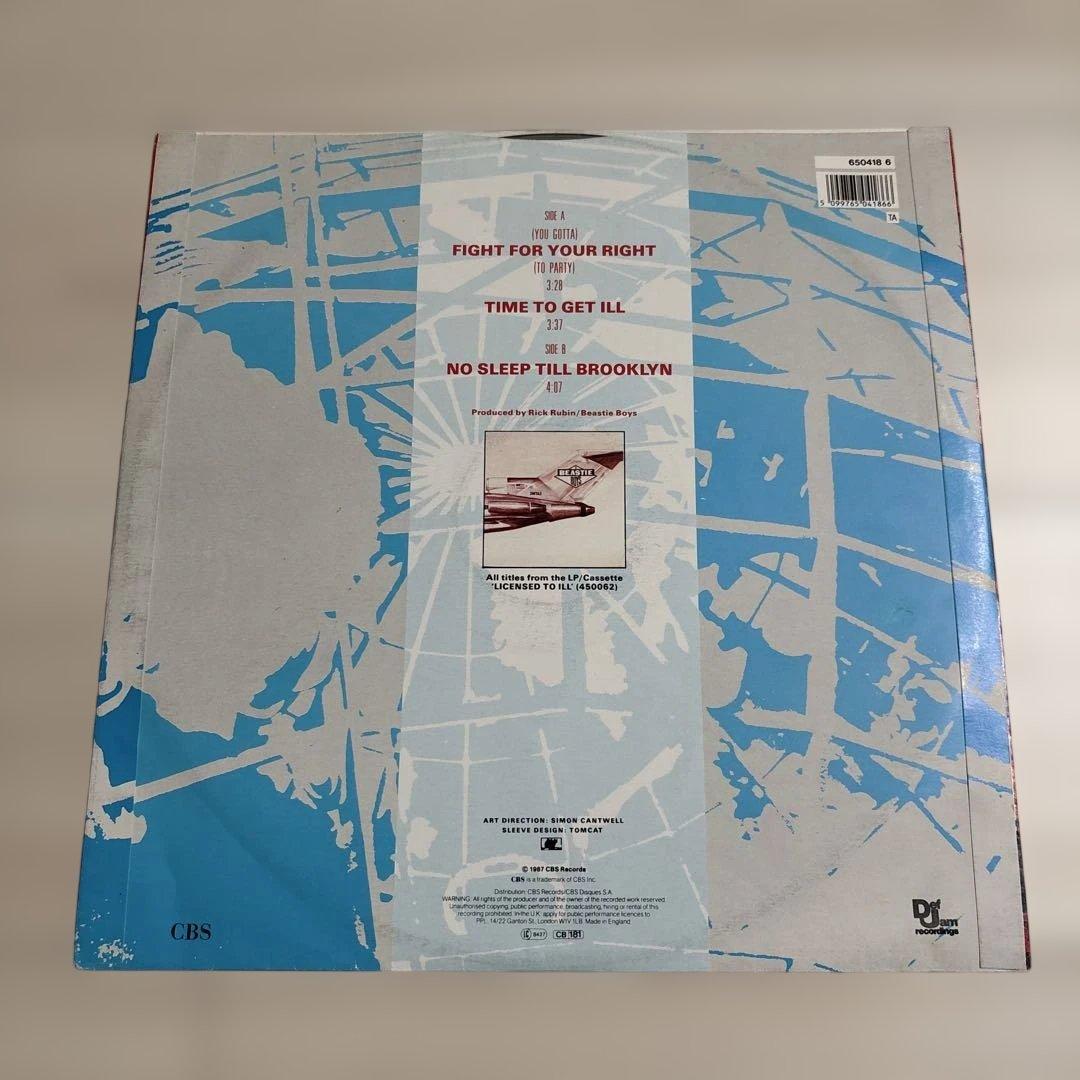 650418 6
5 099765 041866
TA
SIDE A
(YOU GOTTA)
FIGHT FOR YOUR RIGHT
(TO PARTY)
3:28
TIME TO GET ILL
3:37
SIDE B
NO SLEEP TILL BROOKLYN
4:07
Produced by Rick Rubin/Beastie Boys
BEASTIE
BOYS
3MTA3
All titles from the LP/Cassette
'LICENSED TO ILL' (450062)
ART DIRECTION: SIMON CANTWELL
SLEEVE DESIGN: TOMCAT
© 1987 CBS Records
CBS is a trademark of CBS Inc.
Distribution: CBS Records/CBS Disques S.A.
WARNING: All rights of the producer and of the owner of the recorded work reserved.
Unauthorised copying, public performance, broadcasting, hiring or rental of this
recording prohibited. In the U.K. apply for public performance licences to
PPL, 14/22 Ganton St., London W1V 1LB. Made in England
LC 8437 CB 181
CBS
Def
Jam
recordings